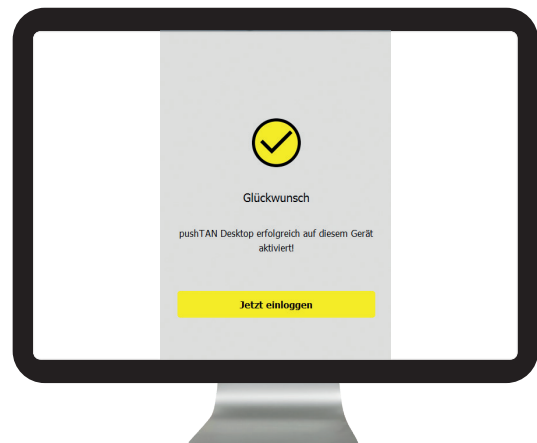 Glückwunsch
pushTAN Desktop erfolgreich auf diesem Gerät
aktiviert!
Jetzt einloggen